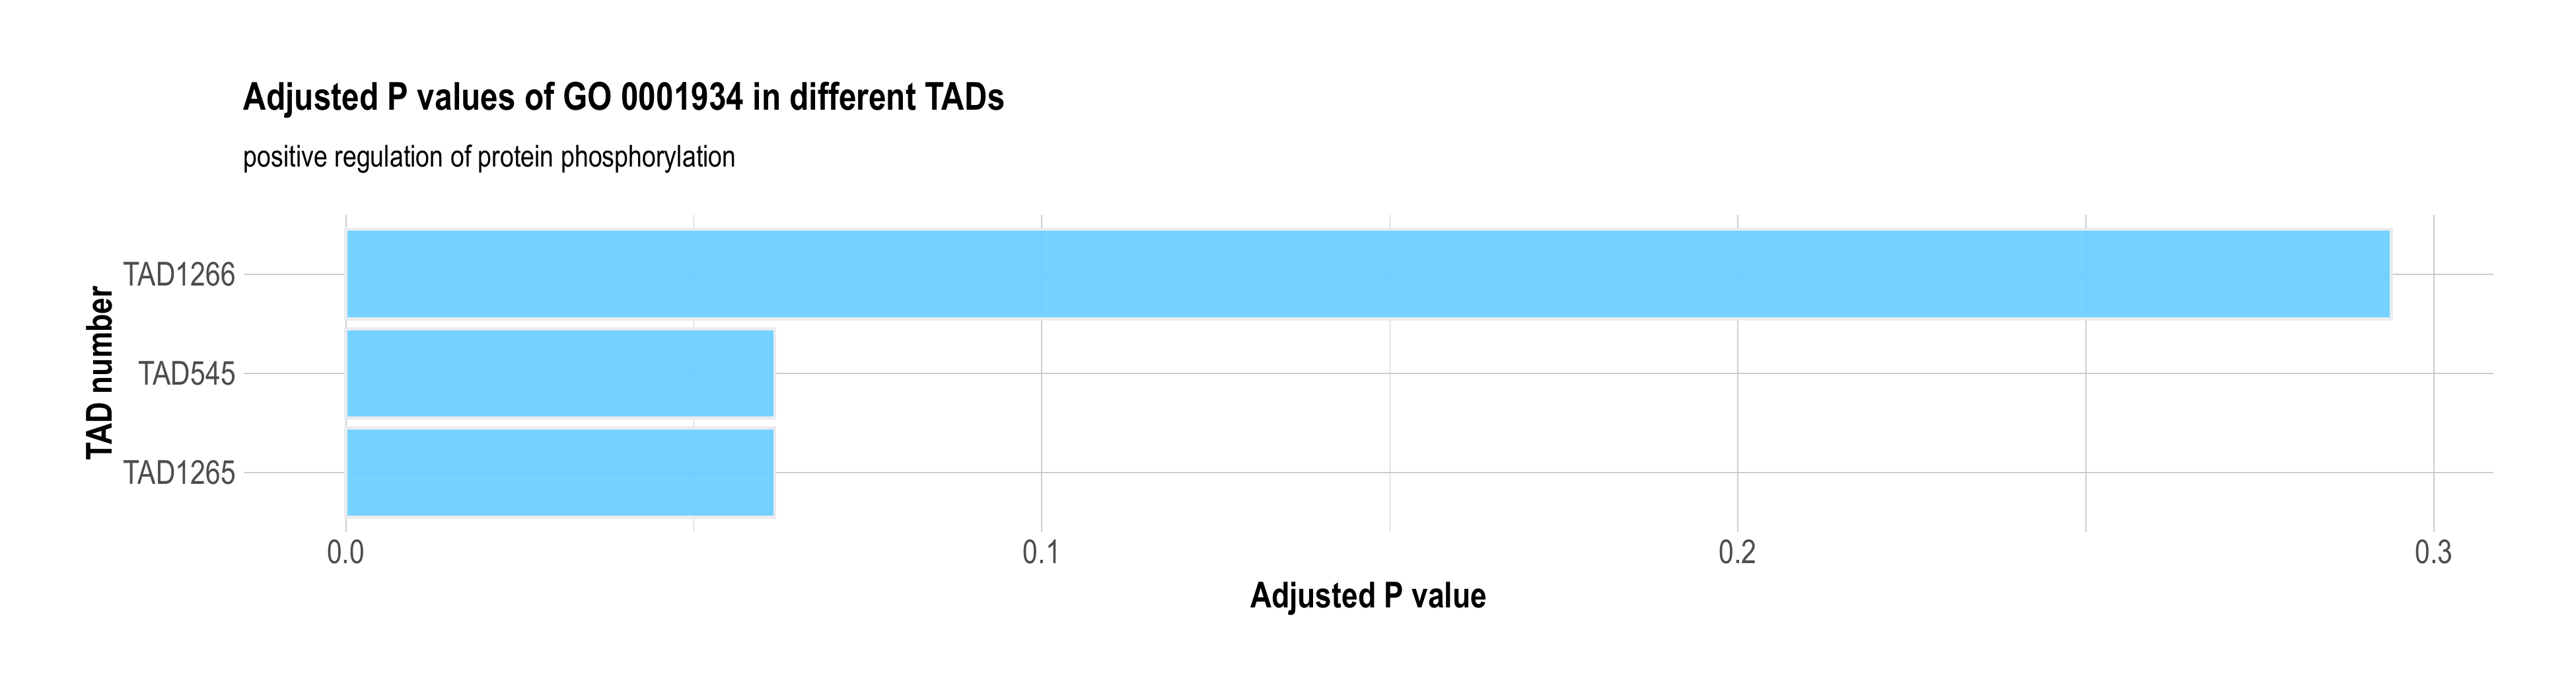 Adjusted P values of GO 0001934 in different TADs
positive regulation of protein phosphorylation
TAD number
TAD1266
TAD545
TAD1265
0.0 0.1 0.2 0.3
Adjusted P value